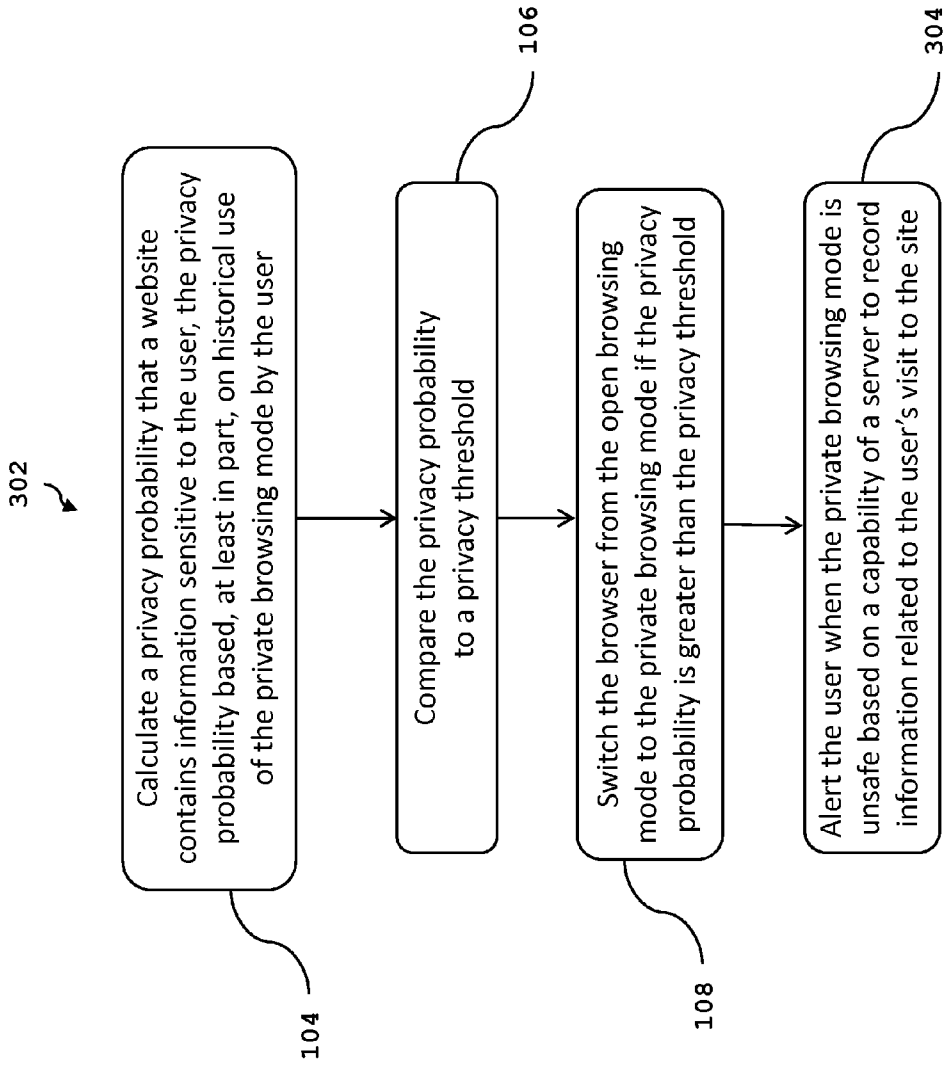 302
Calculate a privacy probability that a website
contains information sensitive to the user, the privacy
probability based, at least in part, on historical use
of the private browsing mode by the user
104
Compare the privacy probability
to a privacy threshold
106
Switch the browser from the open browsing
mode to the private browsing mode if the privacy
probability is greater than the privacy threshold
108
Alert the user when the private browsing mode is
unsafe based on a capability of a server to record
information related to the user's visit to the site
304